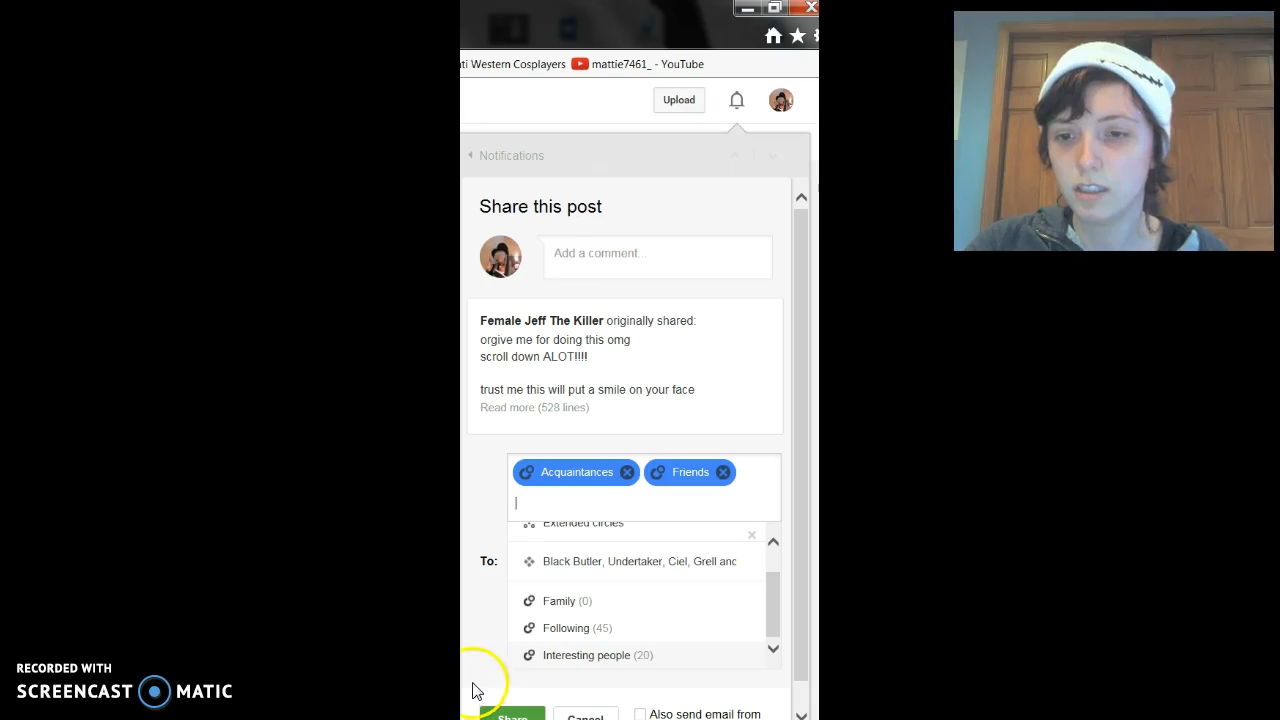 ti Western Cosplayers mattie7461_ - YouTube
Upload
Notifications
Share this post
Add a comment...
Female Jeff The Killer originally shared:
orgive me for doing this omg
scroll down ALOT!!!!
trust me this will put a smile on your face
Read more (528 lines)
Acquaintances Friends
Extended circles
To:
Black Butler, Undertaker, Ciel, Grell and
Family (0)
Following (45)
Interesting people (20)
Share Cancel Also send email from
RECORDED WITH
SCREENCAST MATIC